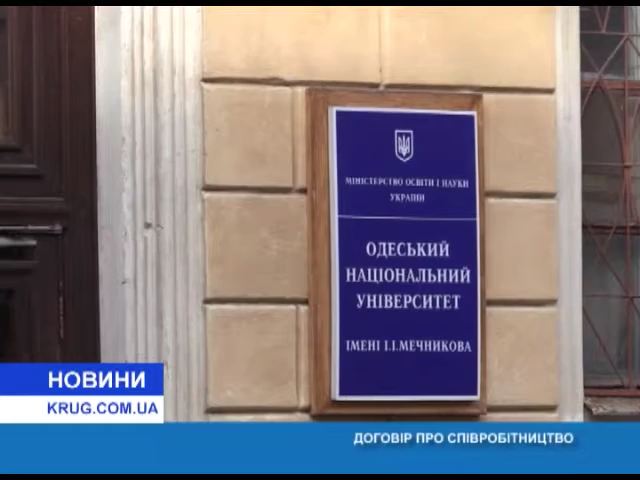 МІНІСТЕРСТВО ОСВІТИ І НАУКИ
УКРАЇНИ
ОДЕСЬКИЙ
НАЦІОНАЛЬНИЙ
УНІВЕРСИТЕТ
ІМЕНІ І.І.МЕЧНИКОВА
НОВИНИ
KRUG.COM.UA
ДОГОВІР ПРО СПІВРОБІТНИЦТВО